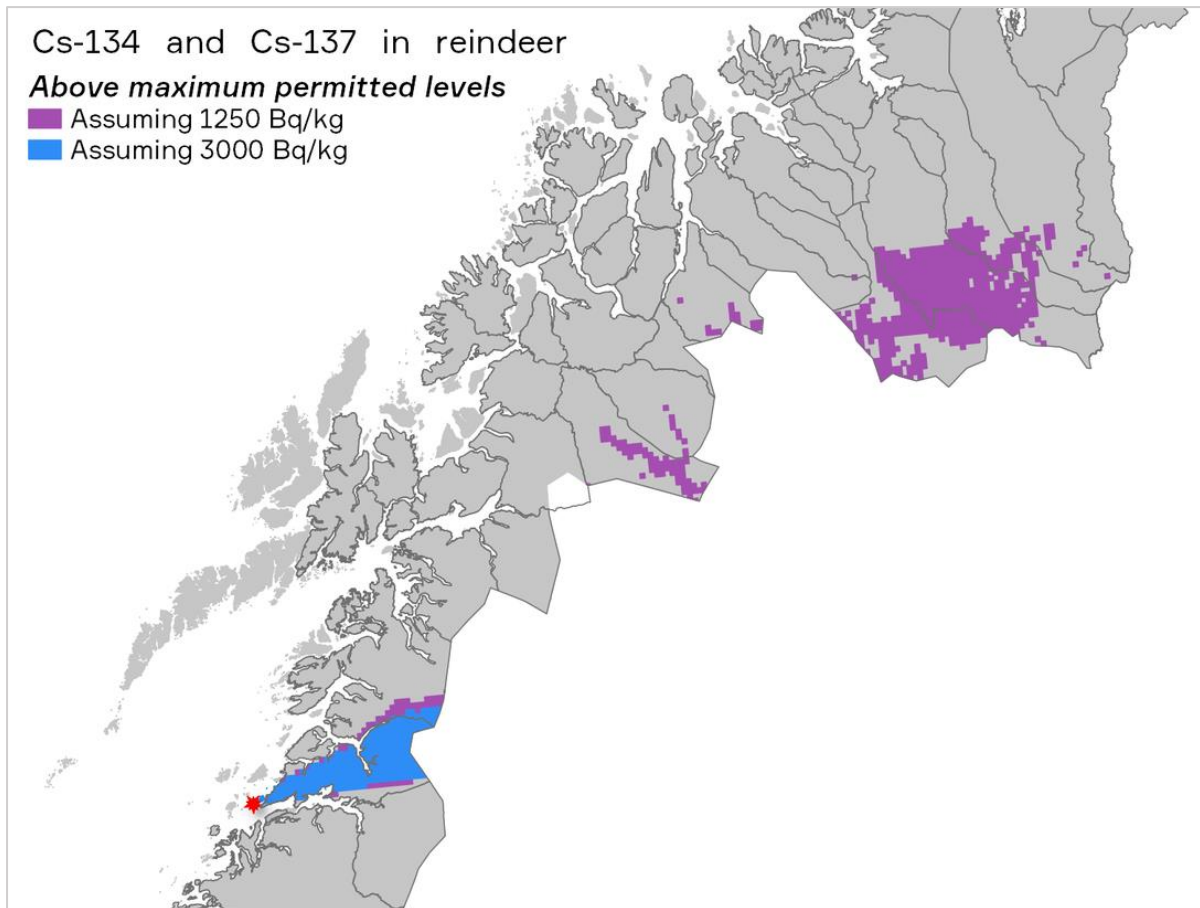 Cs-134 and Cs-137 in reindeer
Above maximum permitted levels
Assuming 1250 Bq/kg
Assuming 3000 Bq/kg